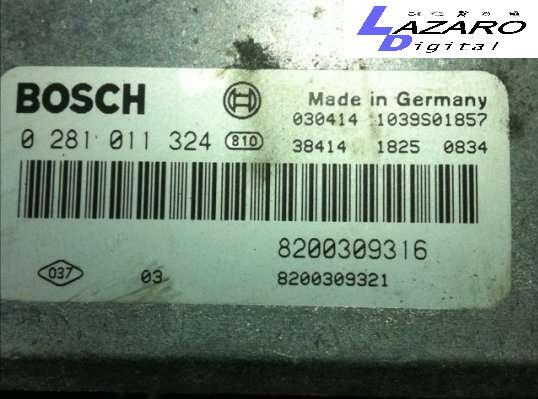 LAZARO
Digital
BOSCH
Made in Germany
030414 1039S01857
0 281 011 324 810
38414 1825 0834
8200309316
037 03 8200309321